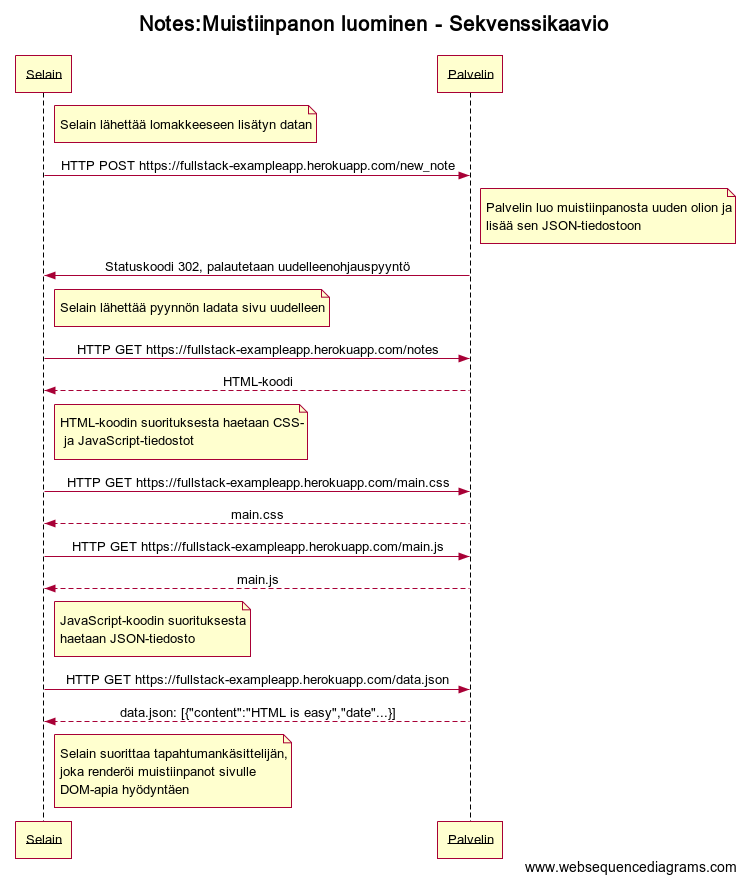 Notes:Muistiinpanon luominen - Sekvenssikaavio
Selain
Palvelin
Selain lähettää lomakkeeseen lisätyn datan
HTTP POST https://fullstack-exampleapp.herokuapp.com/new_note
Palvelin luo muistiinpanosta uuden olion ja
lisää sen JSON-tiedostoon
Statuskoodi 302, palautetaan uudelleenohjauspyyntö
Selain lähettää pyynnön ladata sivu uudelleen
HTTP GET https://fullstack-exampleapp.herokuapp.com/notes
HTML-koodi
HTML-koodin suorituksesta haetaan CSS-
ja JavaScript-tiedostot
HTTP GET https://fullstack-exampleapp.herokuapp.com/main.css
main.css
HTTP GET https://fullstack-exampleapp.herokuapp.com/main.js
main.js
JavaScript-koodin suorituksesta
haetaan JSON-tiedosto
HTTP GET https://fullstack-exampleapp.herokuapp.com/data.json
data.json: [{"content":"HTML is easy","date"...}]
Selain suorittaa tapahtumankäsittelijän,
joka renderöi muistiinpanot sivulle
DOM-apia hyödyntäen
Selain
Palvelin
www.websequencediagrams.com